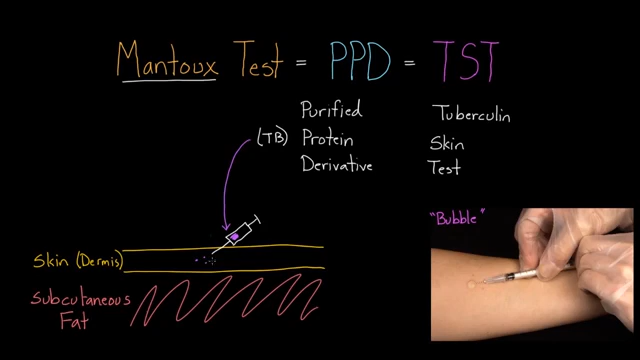 Mantoux Test = PPD = TST
Purified Tuberculin
(TB) Protein Skin
Derivative Test
"Bubble"
Skin (Dermis)
Subcutaneous
Fat